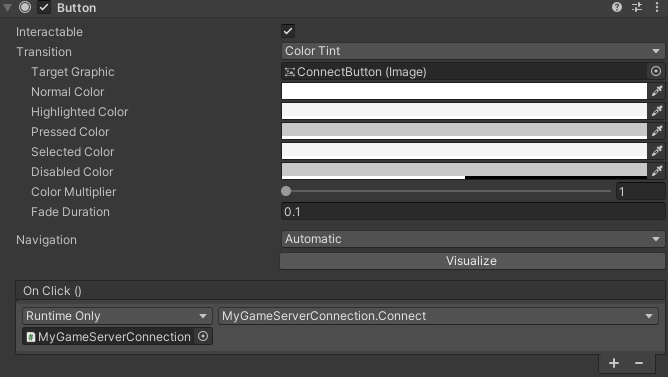 Button
Interactable
Transition Color Tint
Target Graphic ConnectButton (Image)
Normal Color
Highlighted Color
Pressed Color
Selected Color
Disabled Color
Color Multiplier 1
Fade Duration 0.1
Navigation Automatic
Visualize
On Click ()
Runtime Only MyGameServerConnection.Connect
MyGameServerConnection